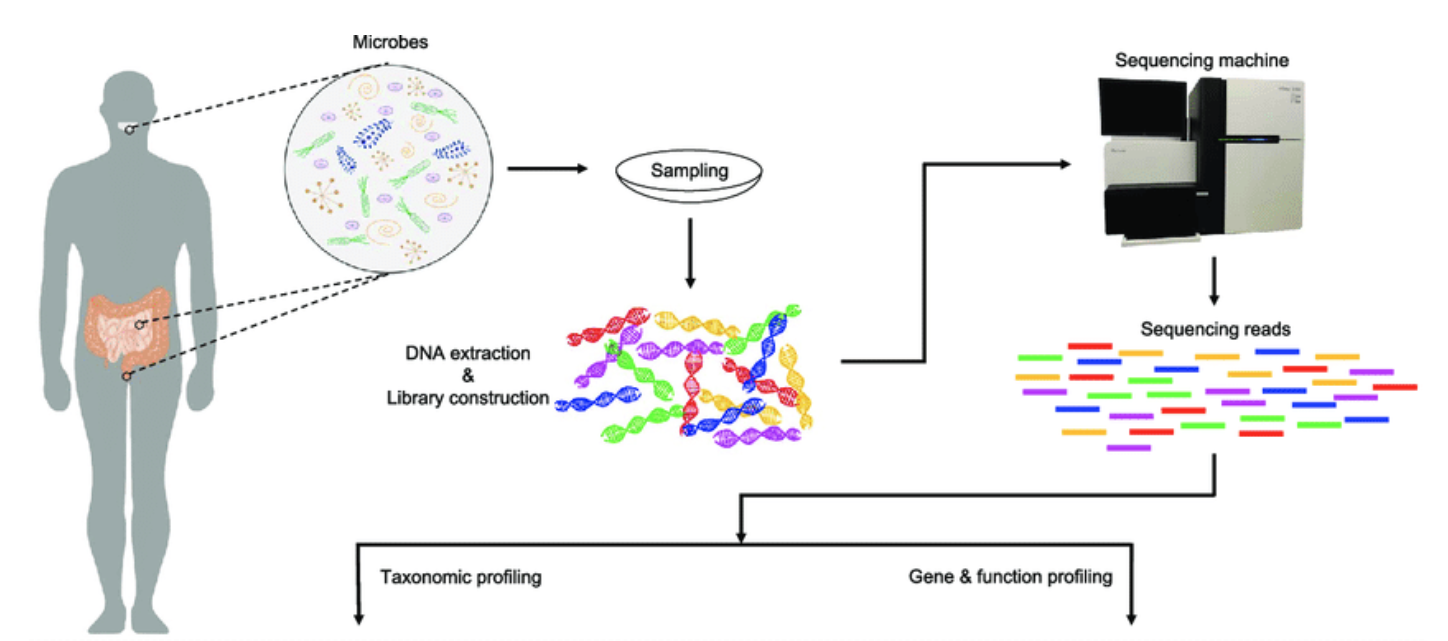 Microbes
Sequencing machine
Sampling
Sequencing reads
DNA extraction
&
Library construction
Taxonomic profiling
Gene & function profiling